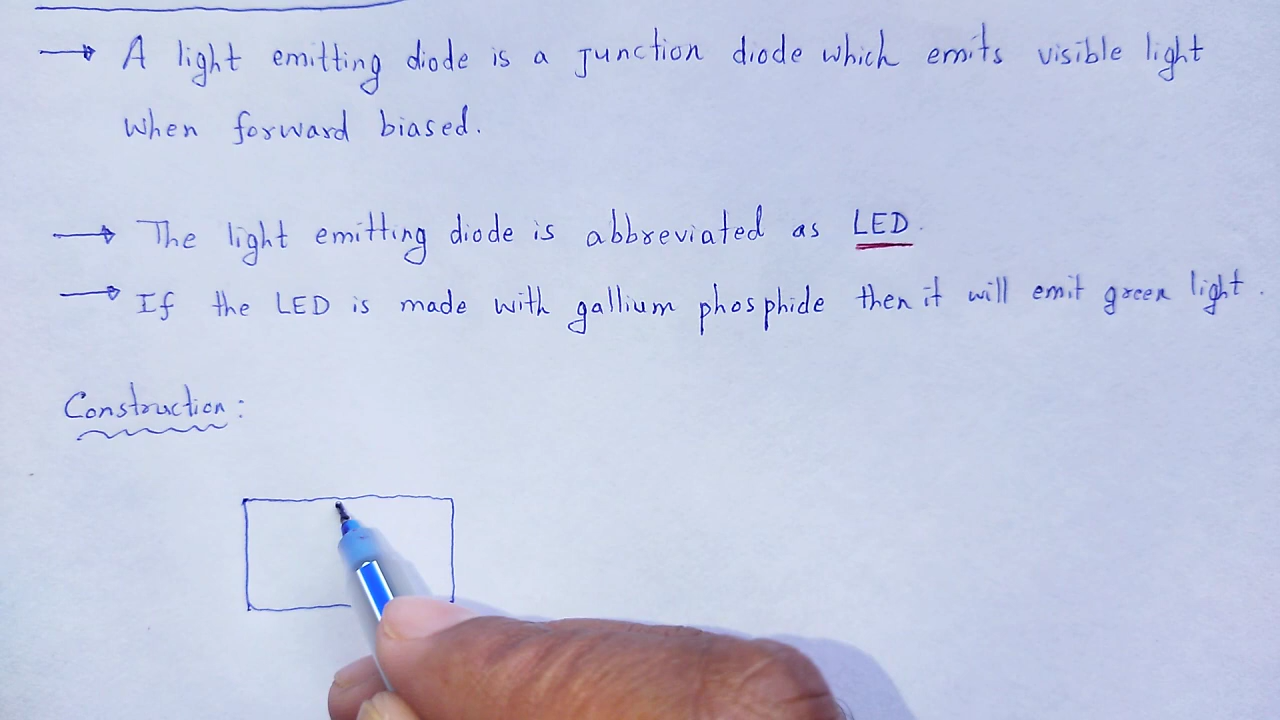 → A light emitting diode is a junction diode which emits visible light
when forward biased.
→ The light emitting diode is abbreviated as LED.
→ If the LED is made with gallium phosphide then it will emit green light.
Construction: